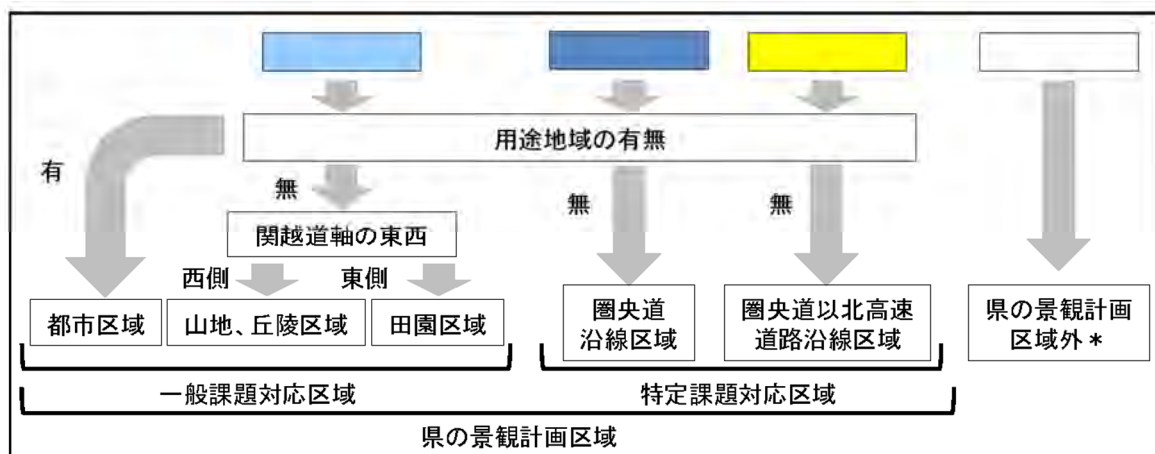 用途地域の有無
有
無
無
無
関越道軸の東西
西側
東側
都市区域
山地、丘陵区域
田園区域
圏央道
沿線区域
圏央道以北高速
道路沿線区域
県の景観計画
区域外*
一般課題対応区域
特定課題対応区域
県の景観計画区域